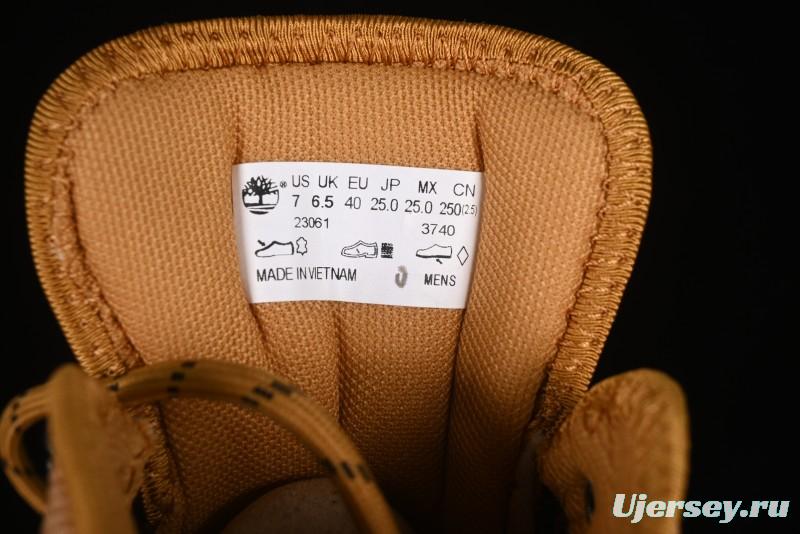 ® US UK EU JP MX CN
7 6.5 40 25.0 25.0 250(2.5)
23061 3740
MADE IN VIETNAM MENS
Ujersey.ru